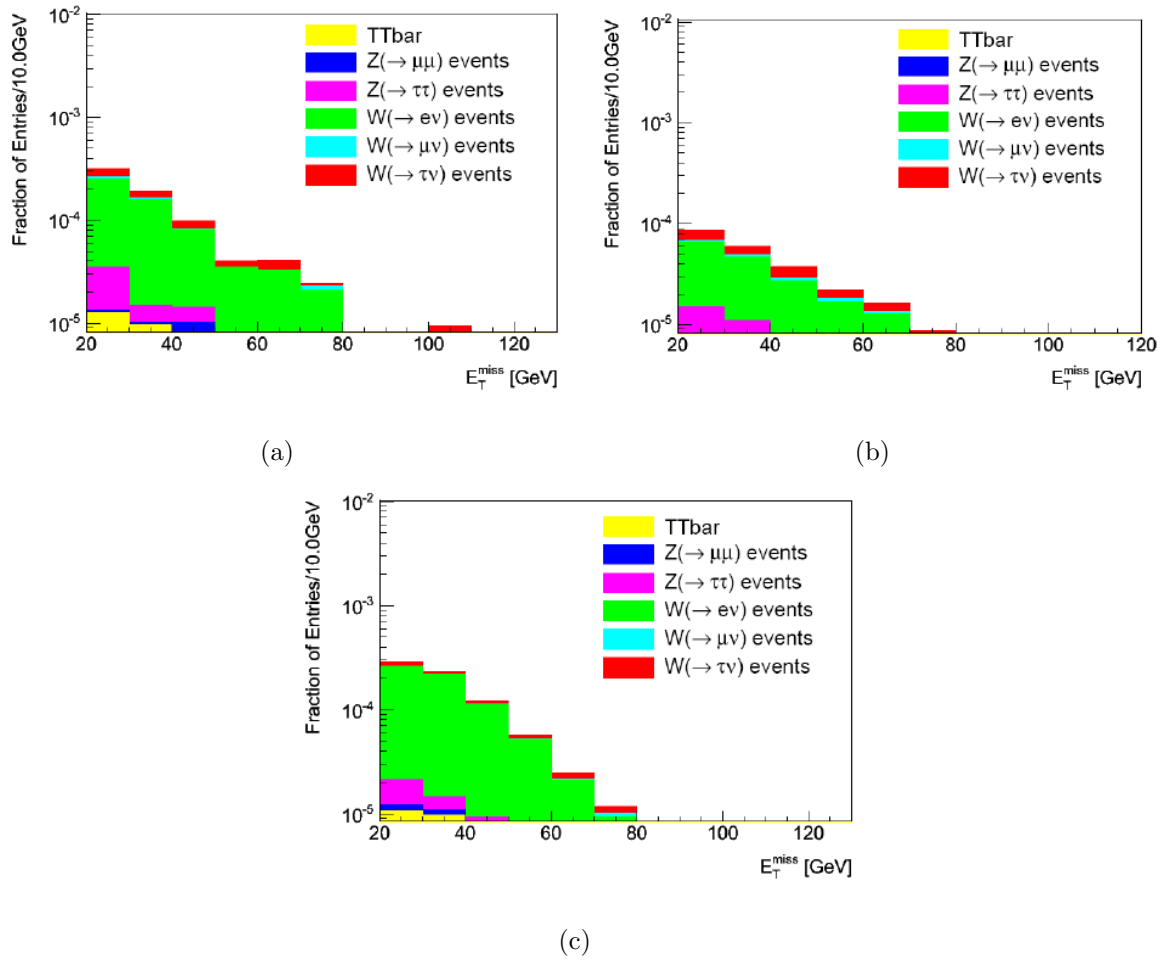 Fraction of Entries/10.0GeV
10⁻²
10⁻³
10⁻⁴
10⁻⁵
TTbar
Z(→ μμ) events
Z(→ ττ) events
W(→ eν) events
W(→ μν) events
W(→ τν) events
20 40 60 80 100 120
E_T^miss [GeV]
(a)
Fraction of Entries/10.0GeV
10⁻²
10⁻³
10⁻⁴
10⁻⁵
TTbar
Z(→ μμ) events
Z(→ ττ) events
W(→ eν) events
W(→ μν) events
W(→ τν) events
20 30 40 50 60 70 80 90 100 110 120
E_T^miss [GeV]
(b)
Fraction of Entries/10.0GeV
10⁻²
10⁻³
10⁻⁴
10⁻⁵
TTbar
Z(→ μμ) events
Z(→ ττ) events
W(→ eν) events
W(→ μν) events
W(→ τν) events
20 40 60 80 100 120
E_T^miss [GeV]
(c)